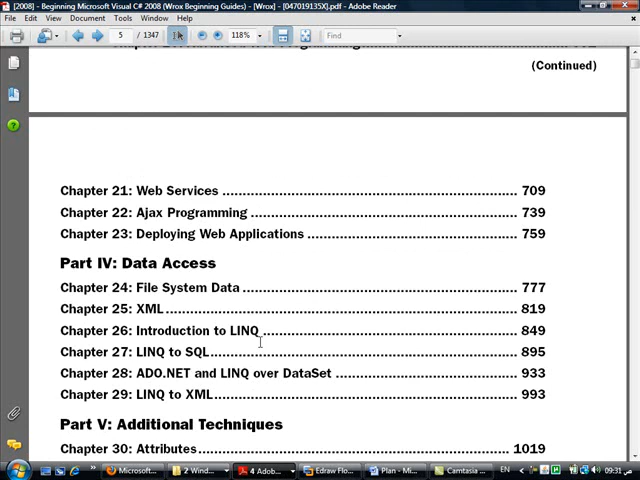 [2008] - Beginning Microsoft Visual C# 2008 (Wrox Beginning Guides) - [Wrox] - (047019135X).pdf - Adobe Reader
File Edit View Document Tools Window Help
5 / 1347 118% Find
(Continued)
Chapter 21: Web Services 709
Chapter 22: Ajax Programming 739
Chapter 23: Deploying Web Applications 759
Part IV: Data Access
Chapter 24: File System Data 777
Chapter 25: XML 819
Chapter 26: Introduction to LINQ 849
Chapter 27: LINQ to SQL 895
Chapter 28: ADO.NET and LINQ over DataSet 933
Chapter 29: LINQ to XML 993
Part V: Additional Techniques
Chapter 30: Attributes 1019
Start Microsoft... 2 Wind... 4 Adob... Edraw Flo... Plan - Mi... Camtasia ... EN 09:31 ص